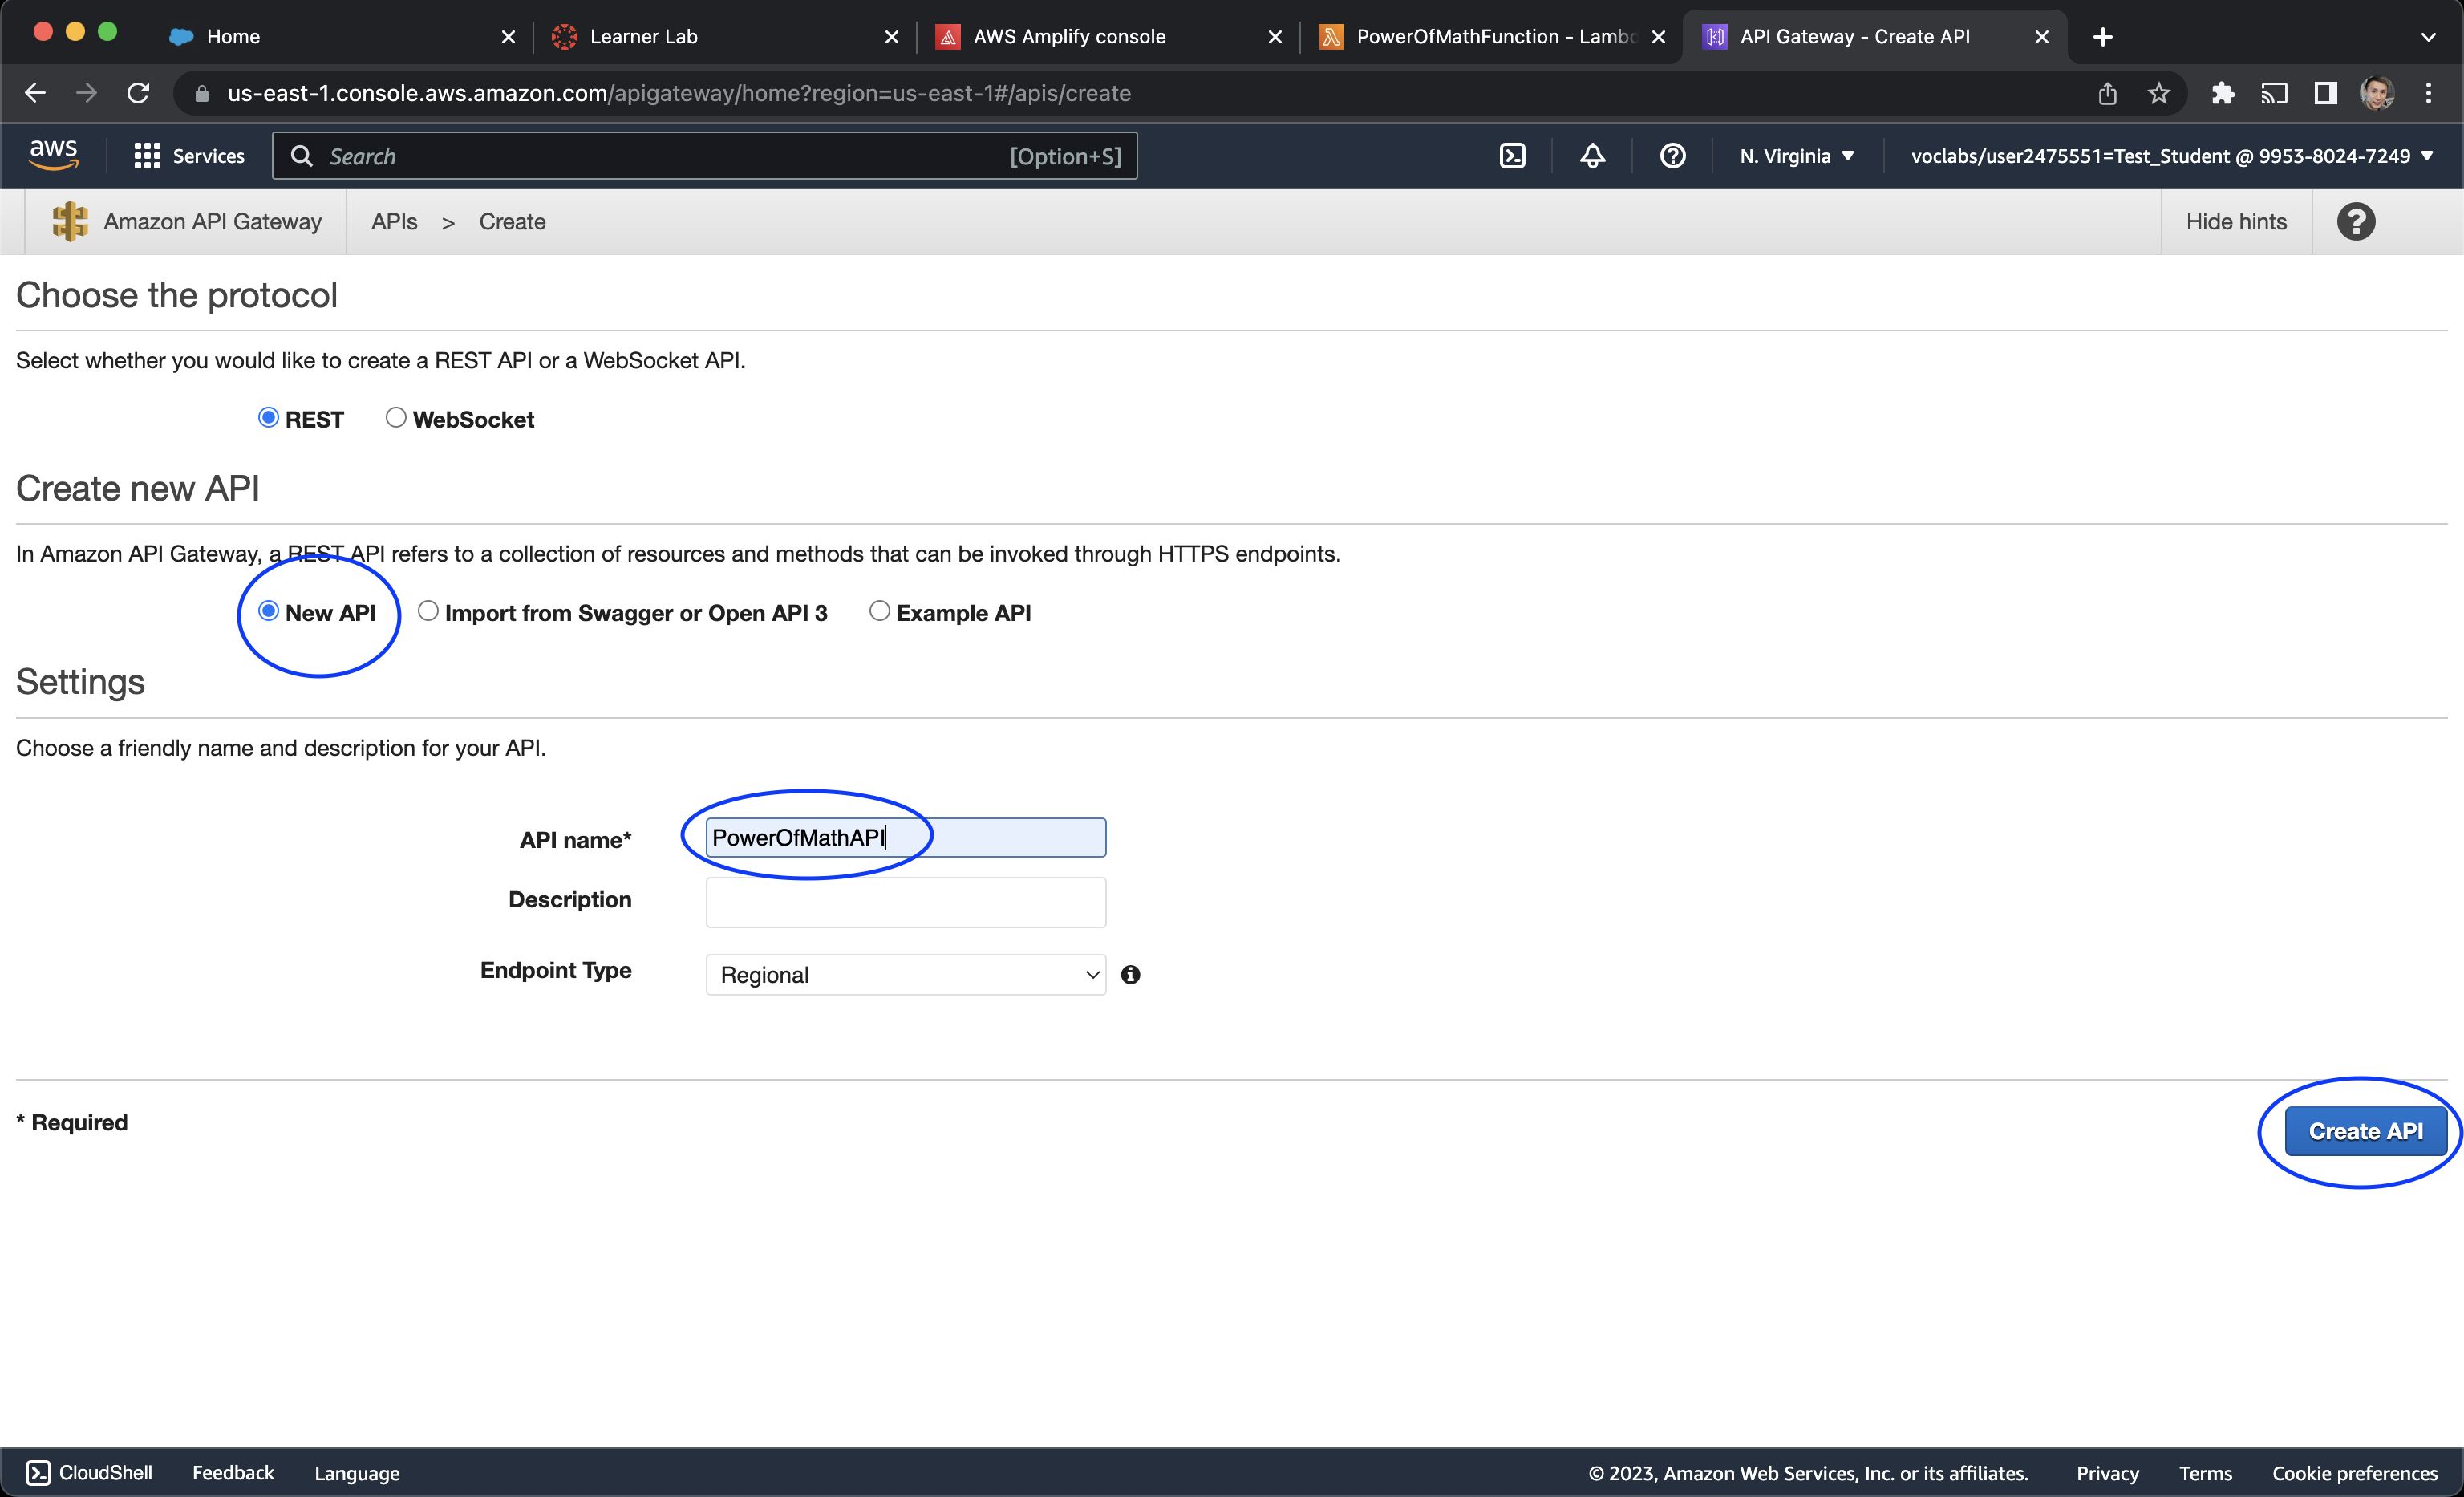 Home
Learner Lab
AWS Amplify console
PowerOfMathFunction - Lamb
API Gateway - Create API
us-east-1.console.aws.amazon.com/apigateway/home?region=us-east-1#/apis/create
aws
Services
Search
[Option+S]
N. Virginia
voclabs/user2475551=Test_Student @ 9953-8024-7249
Amazon API Gateway
APIs > Create
Hide hints
Choose the protocol
Select whether you would like to create a REST API or a WebSocket API.
REST WebSocket
Create new API
In Amazon API Gateway, a REST API refers to a collection of resources and methods that can be invoked through HTTPS endpoints.
New API Import from Swagger or Open API 3 Example API
Settings
Choose a friendly name and description for your API.
API name* PowerOfMathAPI
Description
Endpoint Type Regional
* Required
Create API
CloudShell Feedback Language © 2023, Amazon Web Services, Inc. or its affiliates. Privacy Terms Cookie preferences